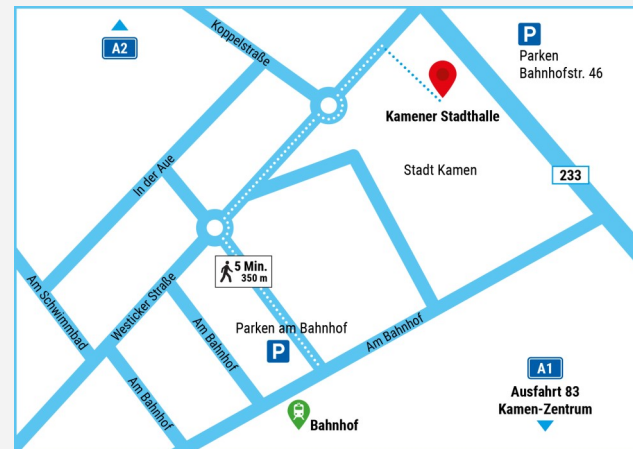 Koppelstraße
A2
P
Parken
Bahnhofstr. 46
Kamener Stadthalle
In der Aue
Stadt Kamen
233
5 Min.
350 m
Am Schwimmbad
Westicker Straße
Am Bahnhof
Parken am Bahnhof
P
Am Bahnhof
Am Bahnhof
A1
Ausfahrt 83
Kamen-Zentrum
Bahnhof